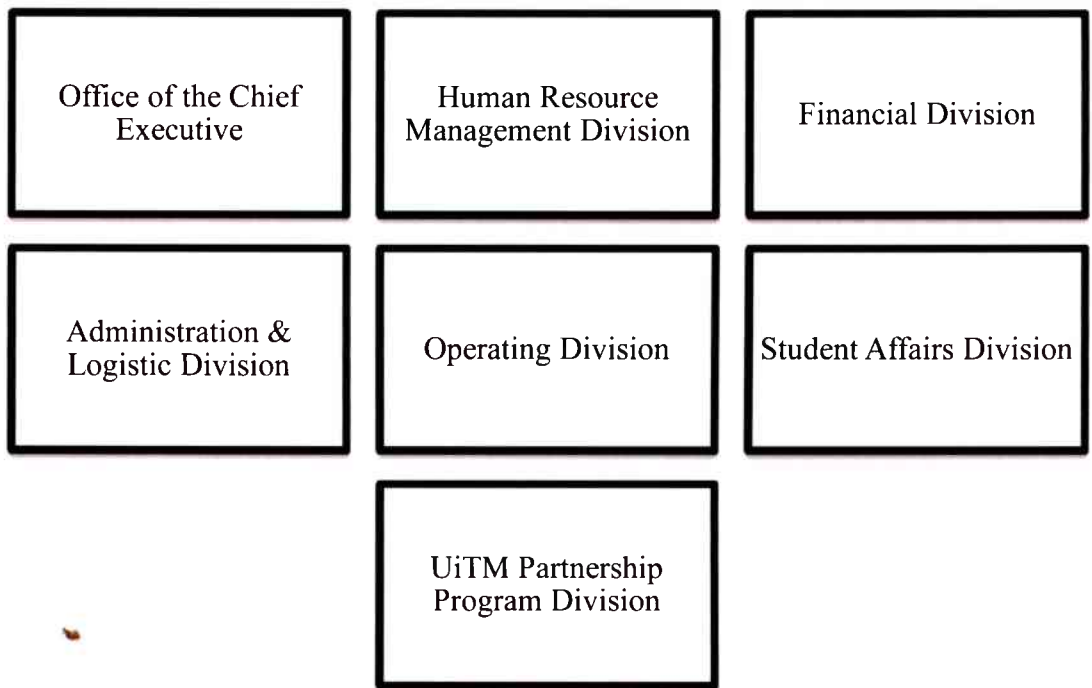 Office of the Chief
Executive
Human Resource
Management Division
Financial Division
Administration &
Logistic Division
Operating Division
Student Affairs Division
UiTM Partnership
Program Division